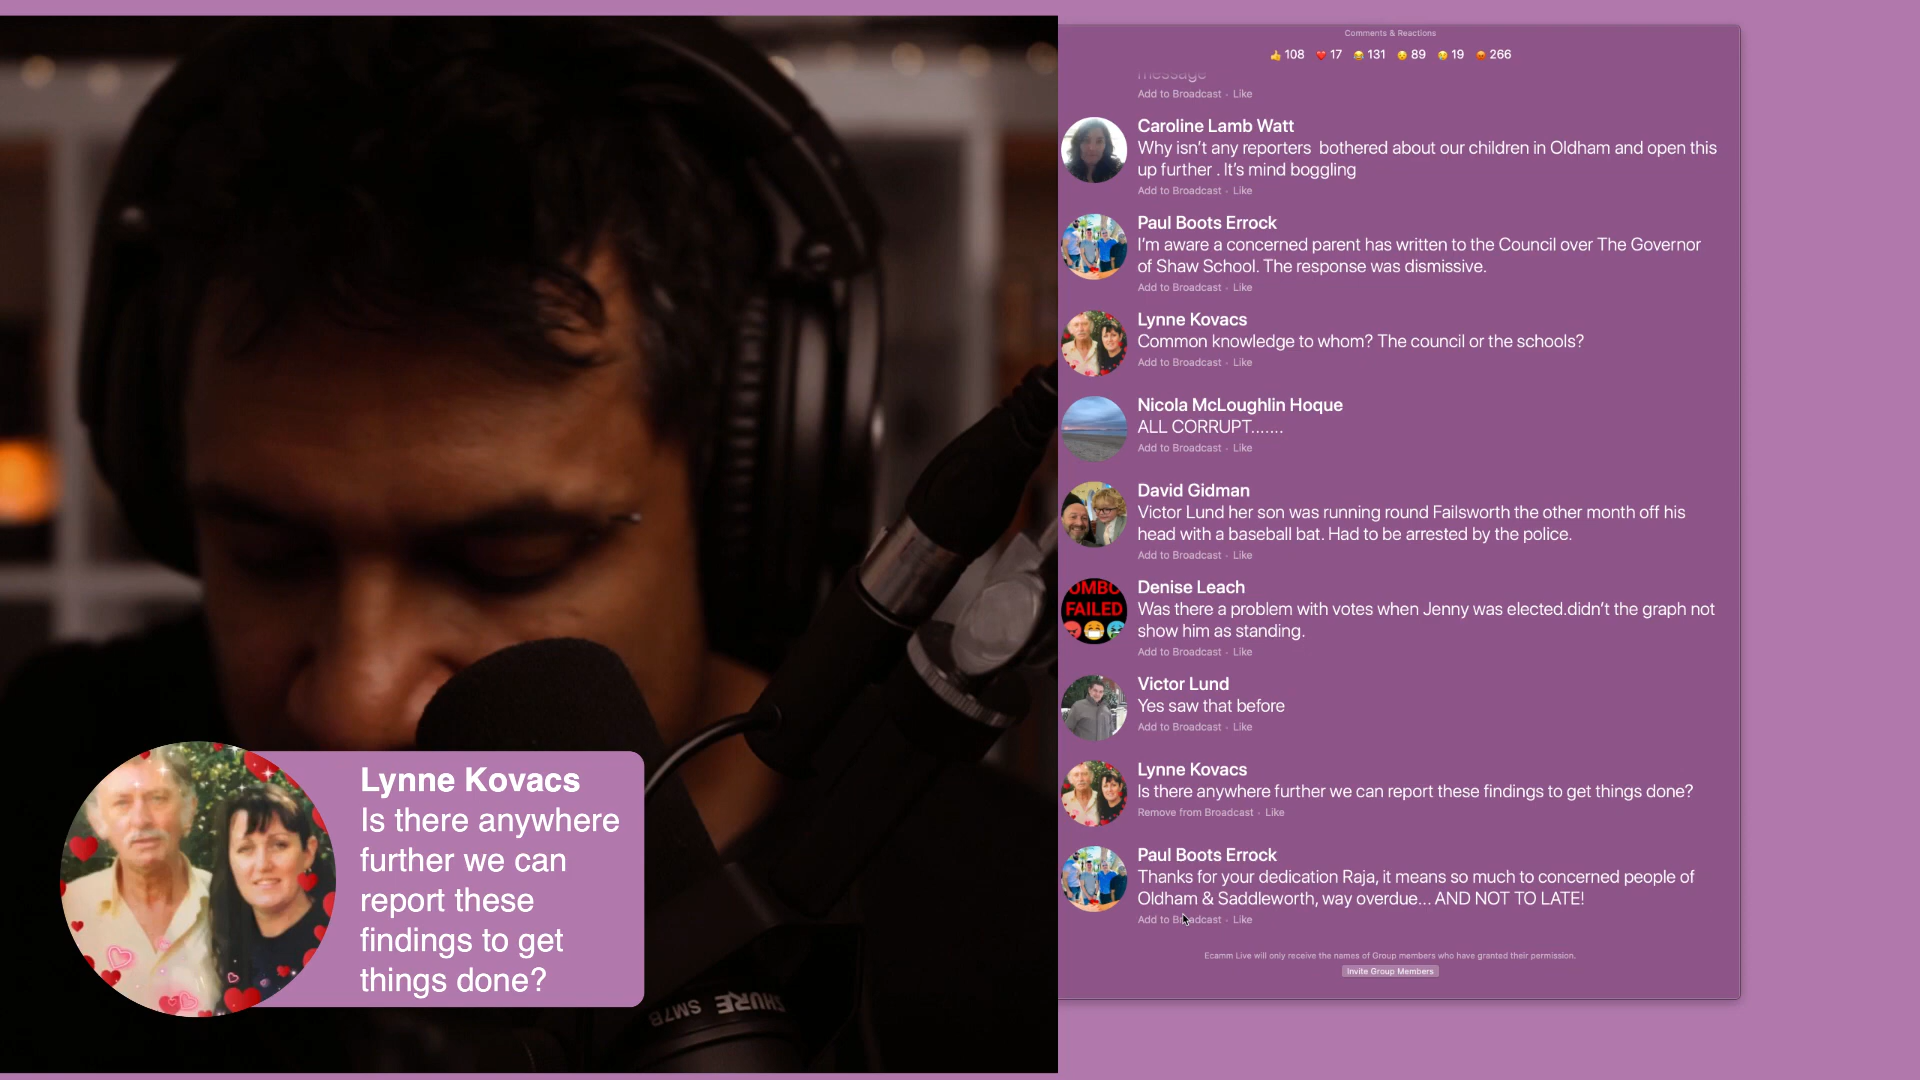 Comments & Reactions
108 17 131 89 19 266
message
Add to Broadcast · Like
Caroline Lamb Watt
Why isn't any reporters bothered about our children in Oldham and open this
up further . It's mind boggling
Add to Broadcast · Like
Paul Boots Errock
I'm aware a concerned parent has written to the Council over The Governor
of Shaw School. The response was dismissive.
Add to Broadcast · Like
Lynne Kovacs
Common knowledge to whom? The council or the schools?
Add to Broadcast · Like
Nicola McLoughlin Hoque
ALL CORRUPT.......
Add to Broadcast · Like
David Gidman
Victor Lund her son was running round Failsworth the other month off his
head with a baseball bat. Had to be arrested by the police.
Add to Broadcast · Like
OMBO
FAILED
Denise Leach
Was there a problem with votes when Jenny was elected.didn't the graph not
show him as standing.
Add to Broadcast · Like
Victor Lund
Yes saw that before
Add to Broadcast · Like
Lynne Kovacs
Is there anywhere further we can report these findings to get things done?
Remove from Broadcast · Like
Paul Boots Errock
Thanks for your dedication Raja, it means so much to concerned people of
Oldham & Saddleworth, way overdue... AND NOT TO LATE!
Add to Broadcast · Like
Ecamm Live will only receive the names of Group members who have granted their permission.
Invite Group Members
Lynne Kovacs
Is there anywhere
further we can
report these
findings to get
things done?
SHURE SM7B